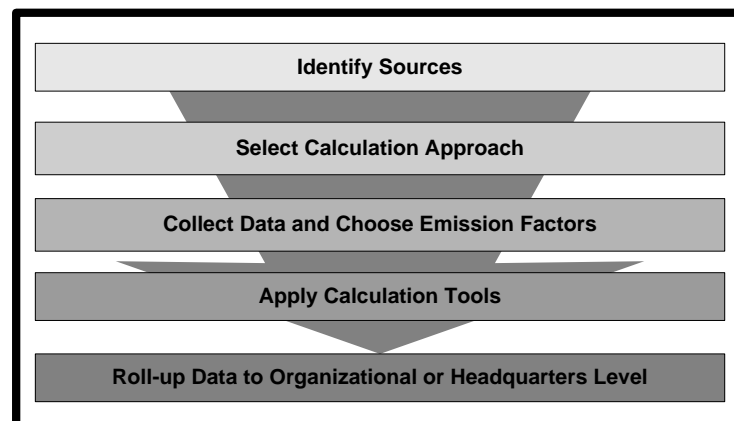 Identify Sources
Select Calculation Approach
Collect Data and Choose Emission Factors
Apply Calculation Tools
Roll-up Data to Organizational or Headquarters Level